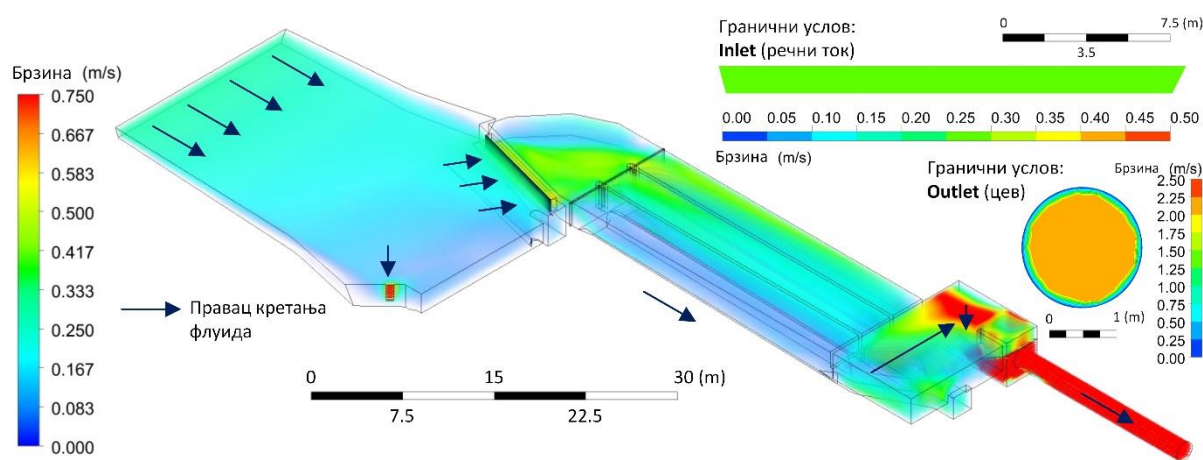 Брзина (m/s)
0.750
0.667
0.583
0.500
0.417
0.333
0.250
0.167
0.083
0.000
Правац кретања
флуида
0 15 30 (m)
7.5 22.5
Гранични услов:
Inlet (речни ток)
0 7.5 (m)
3.5
0.00 0.05 0.10 0.15 0.20 0.25 0.30 0.35 0.40 0.45 0.50
Брзина (m/s)
Гранични услов:
Outlet (цев)
Брзина (m/s)
2.50
2.25
2.00
1.75
1.50
1.25
1.00
0.75
0.50
0.25
0.00
0 1 (m)